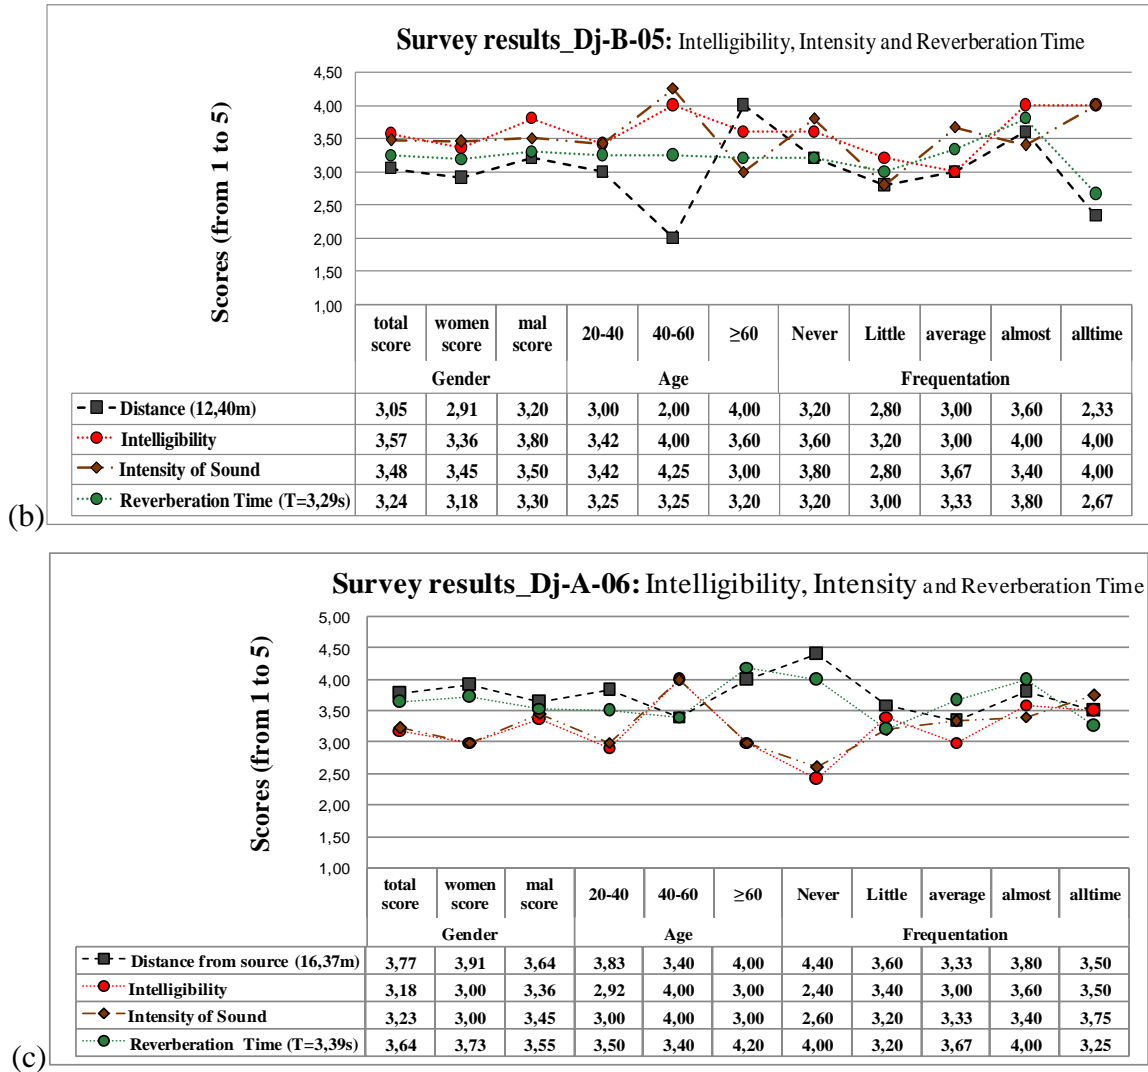 Survey results_Dj-B-05: Intelligibility, Intensity and Reverberation Time
Scores (from 1 to 5)
4,50
4,00
3,50
3,00
2,50
2,00
1,50
1,00
total score women score mal score 20-40 40-60 ≥60 Never Little average almost alltime
Gender Age Frequentation
Distance (12,40m) 3,05 2,91 3,20 3,00 2,00 4,00 3,20 2,80 3,00 3,60 2,33
Intelligibility 3,57 3,36 3,80 3,42 4,00 3,60 3,60 3,20 3,00 4,00 4,00
Intensity of Sound 3,48 3,45 3,50 3,42 4,25 3,00 3,80 2,80 3,67 3,40 4,00
Reverberation Time (T=3,29s) 3,24 3,18 3,30 3,25 3,25 3,20 3,20 3,00 3,33 3,80 2,67
(b)
Survey results_Dj-A-06: Intelligibility, Intensity and Reverberation Time
Scores (from 1 to 5)
5,00
4,50
4,00
3,50
3,00
2,50
2,00
1,50
1,00
total score women score mal score 20-40 40-60 ≥60 Never Little average almost alltime
Gender Age Frequentation
Distance from source (16,37m) 3,77 3,91 3,64 3,83 3,40 4,00 4,40 3,60 3,33 3,80 3,50
Intelligibility 3,18 3,00 3,36 2,92 4,00 3,00 2,40 3,40 3,00 3,60 3,50
Intensity of Sound 3,23 3,00 3,45 3,00 4,00 3,00 2,60 3,20 3,33 3,40 3,75
Reverberation Time (T=3,39s) 3,64 3,73 3,55 3,50 3,40 4,20 4,00 3,20 3,67 4,00 3,25
(c)